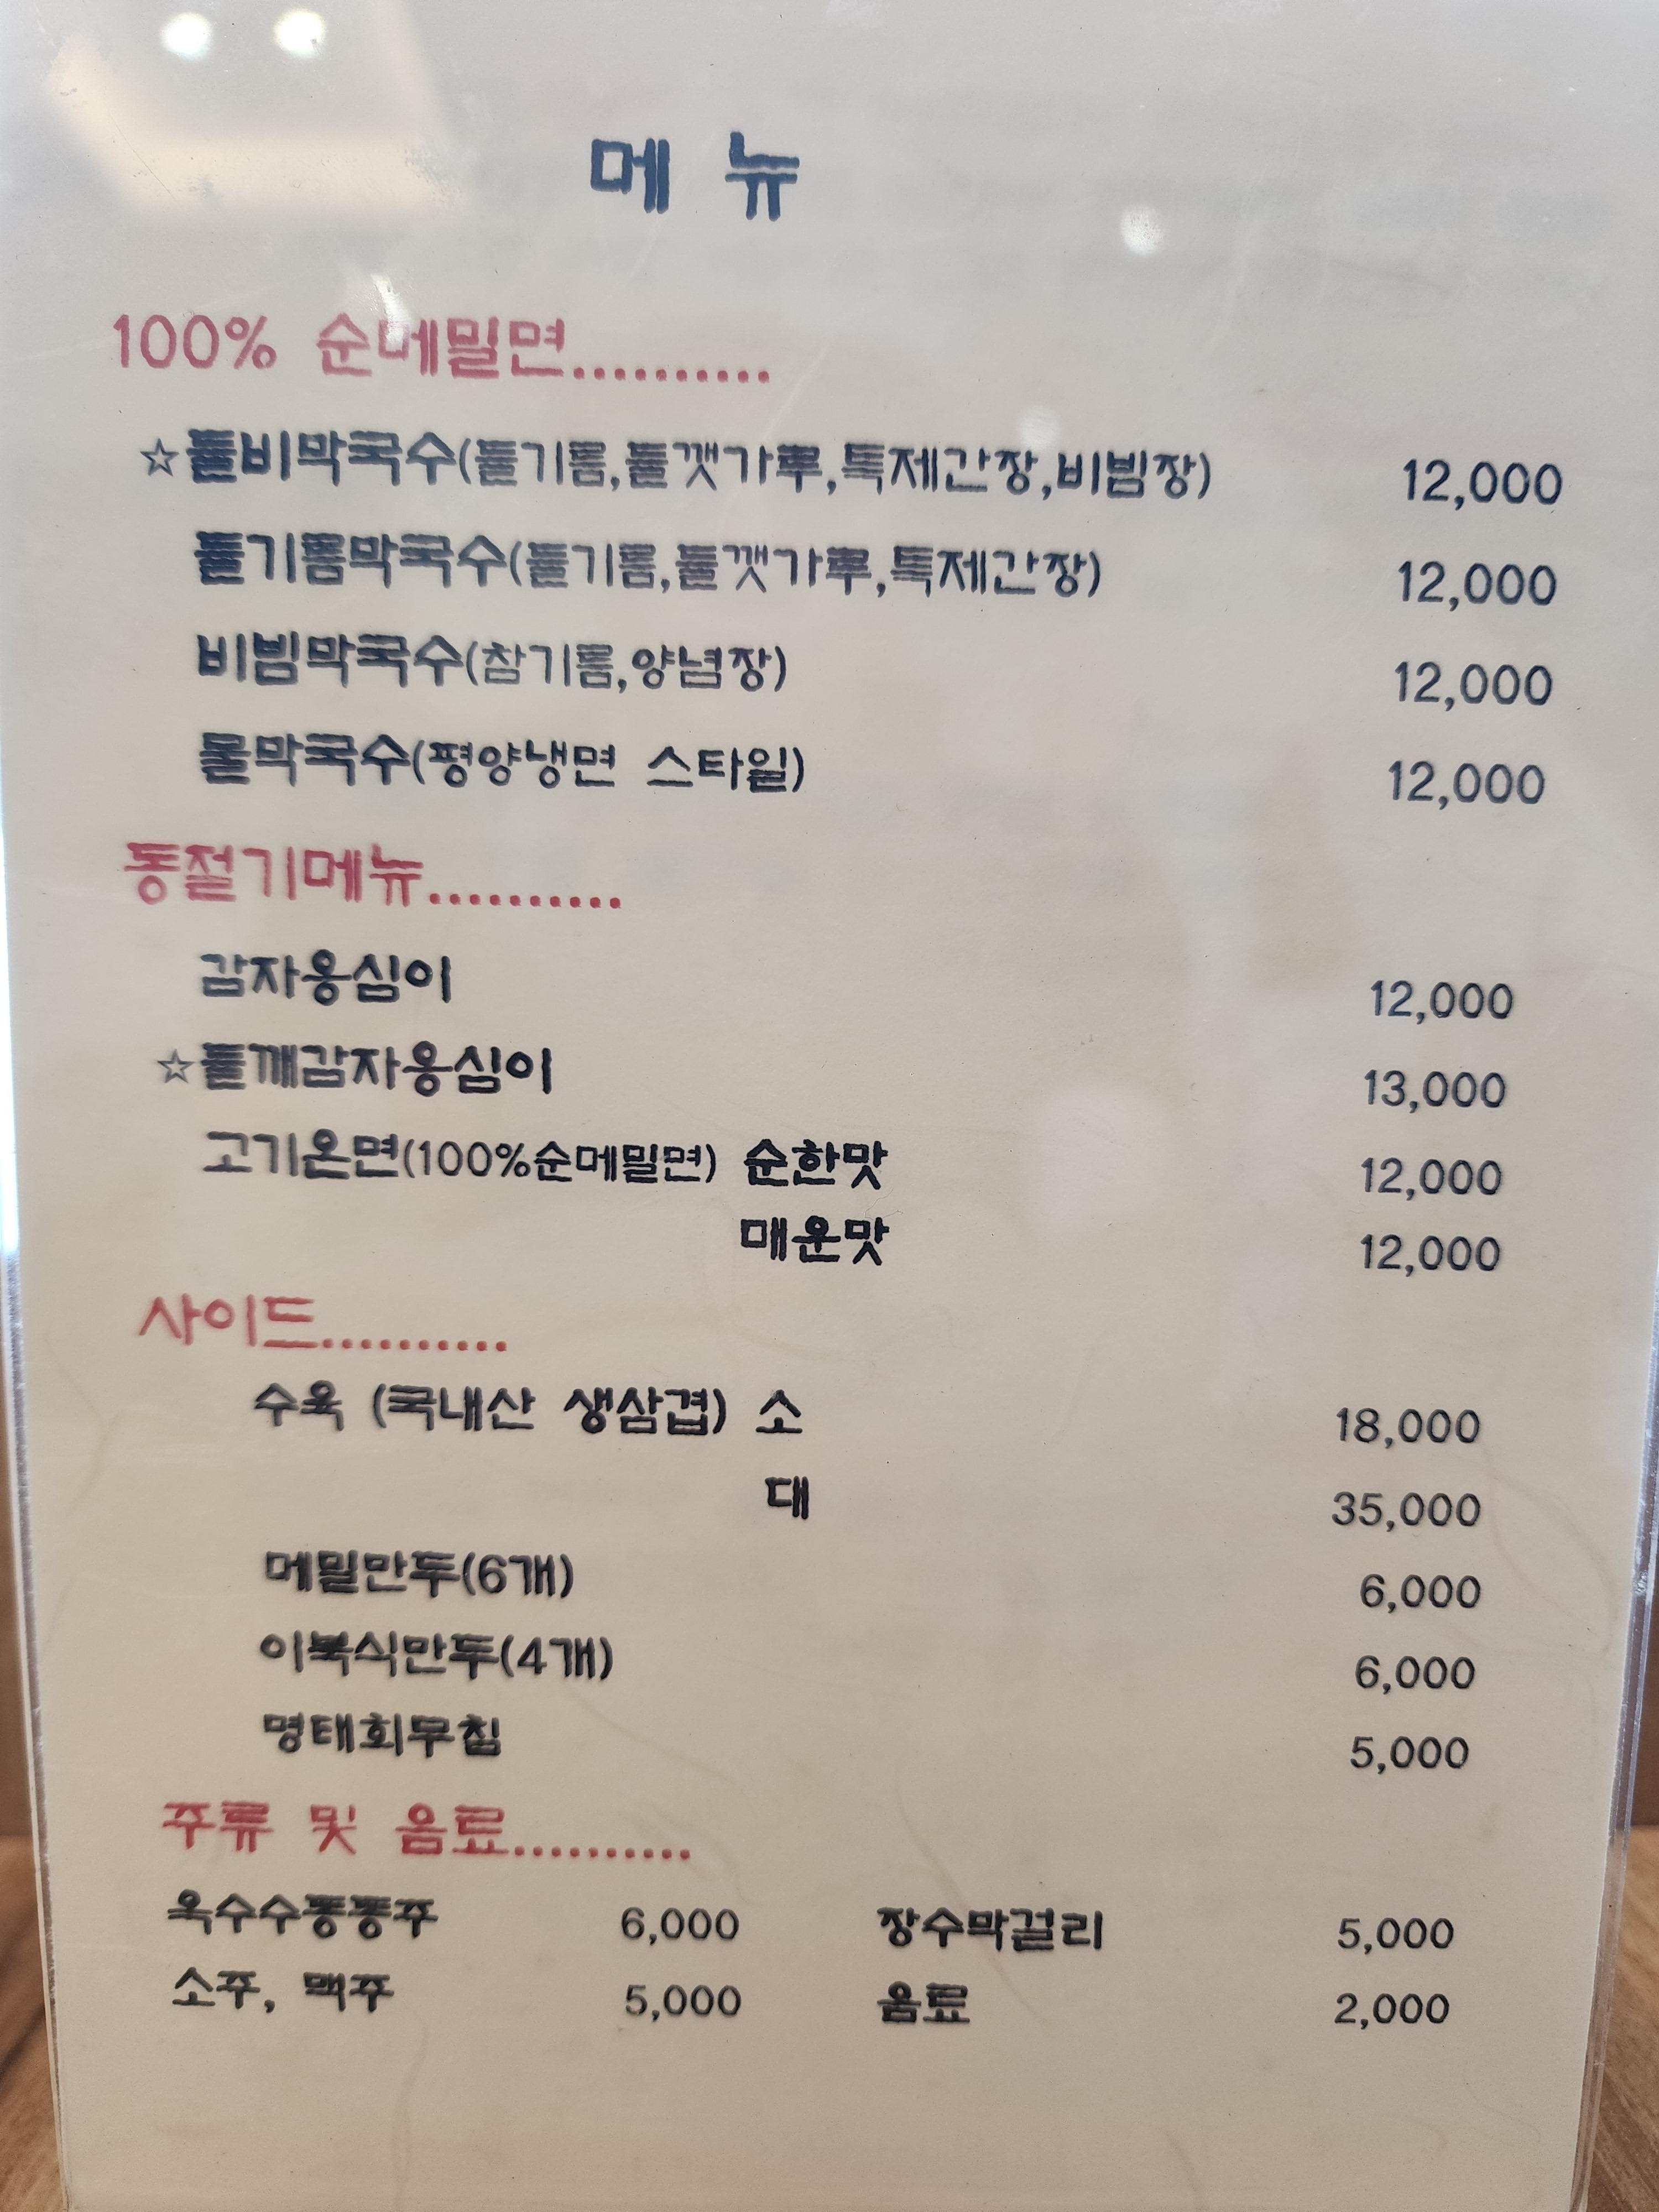 메 뉴
100% 순메밀면..........
☆들비막국수(들기름,들깻가루,특제간장,비빔장) 12,000
들기름막국수(들기름,들깻가루,특제간장) 12,000
비빔막국수(참기름,양념장) 12,000
물막국수(평양냉면 스타일) 12,000
동절기메뉴..........
감자옹심이 12,000
☆들깨감자옹심이 13,000
고기온면(100%순메밀면) 순한맛 12,000
매운맛 12,000
사이드..........
수육 (국내산 생삼겹) 소 18,000
대 35,000
메밀만두(6개) 6,000
이북식만두(4개) 6,000
명태회무침 5,000
주류 및 음료..........
옥수수퐁퐁주 6,000 장수막걸리 5,000
소주, 맥주 5,000 음료 2,000